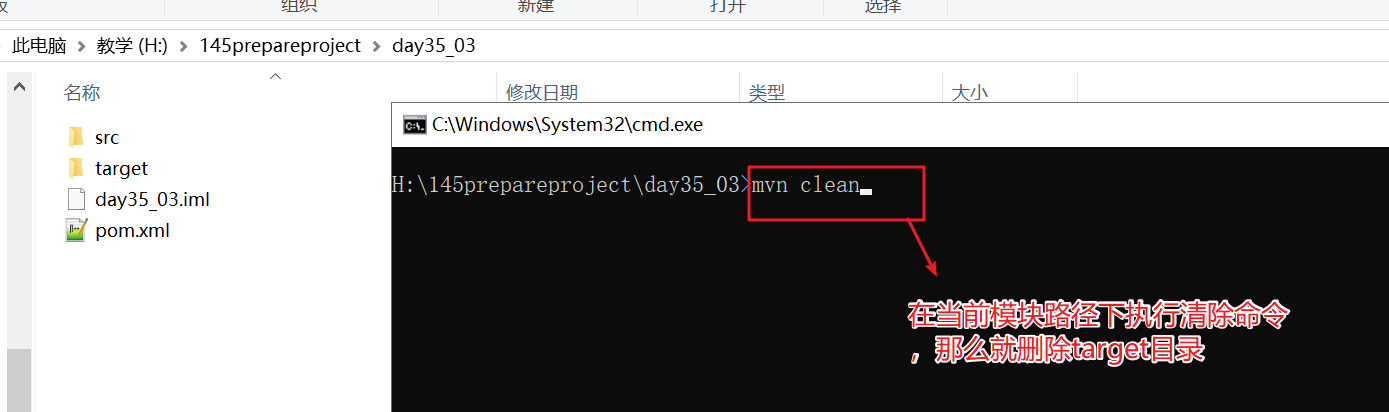 组织
新建
打开
选择
此电脑 > 教学 (H:) > 145prepareproject > day35_03
名称
修改日期
类型
大小
src
target
day35_03.iml
pom.xml
C:\Windows\System32\cmd.exe
H:\145prepareproject\day35_03>mvn clean
在当前模块路径下执行清除命令
，那么就删除target目录